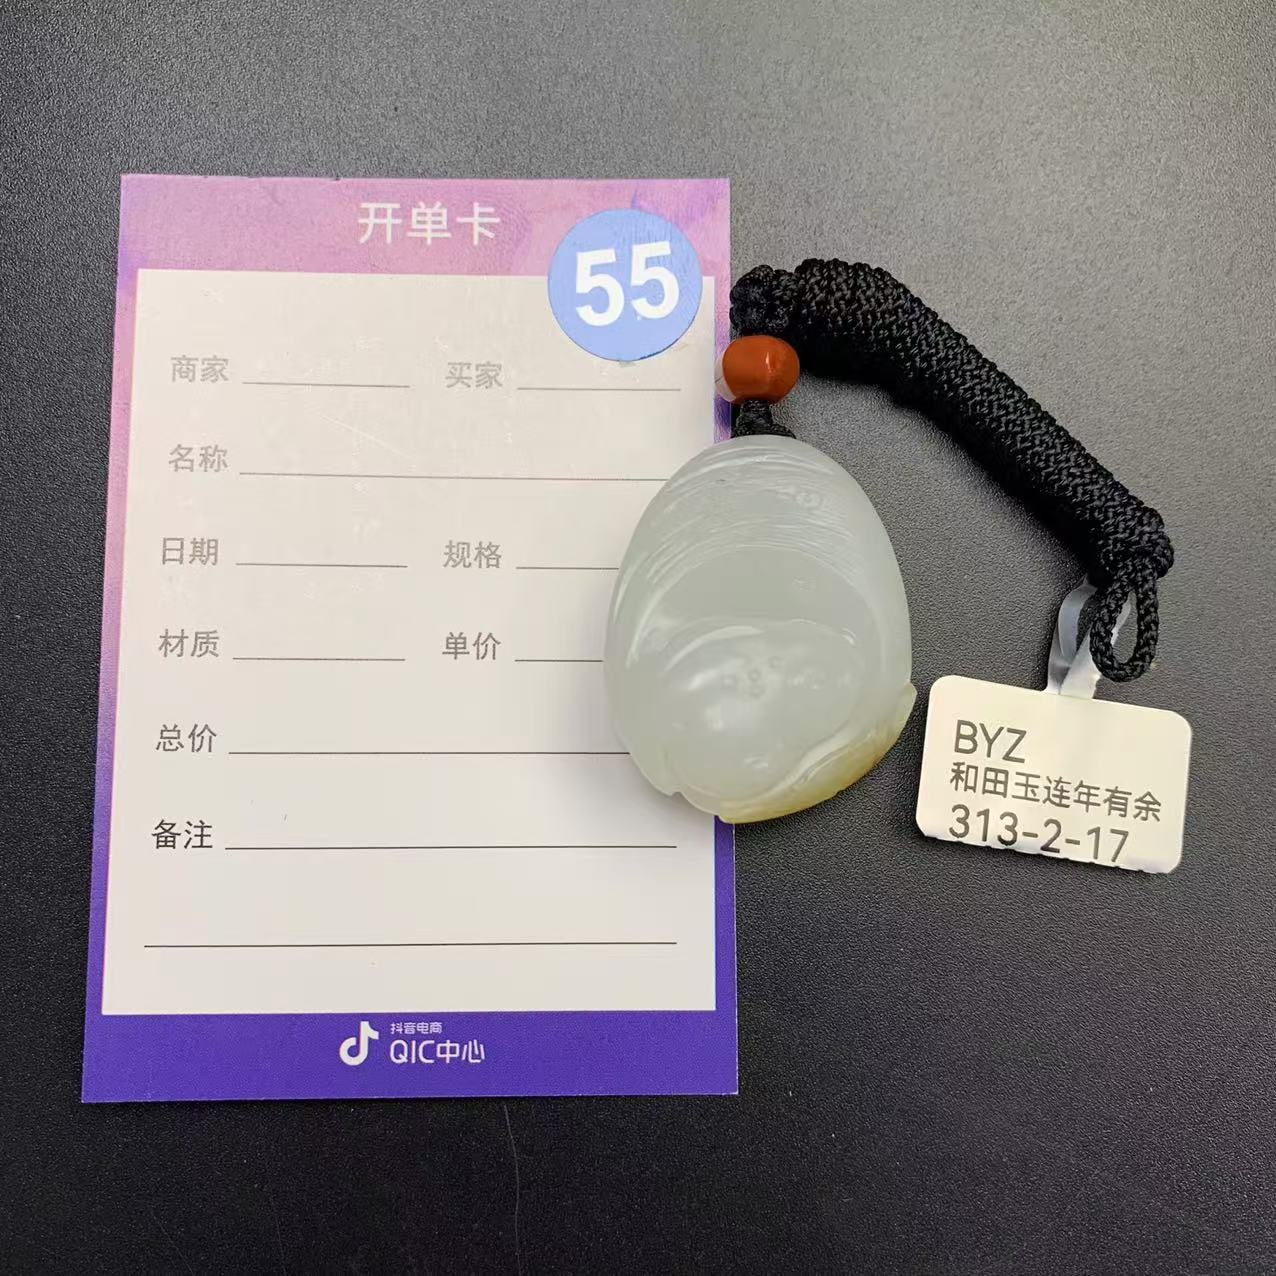 开单卡
55
商家 买家
名称
日期 规格
材质 单价
总价
备注
抖音电商
QIC中心
BYZ
和田玉连年有余
313-2-17